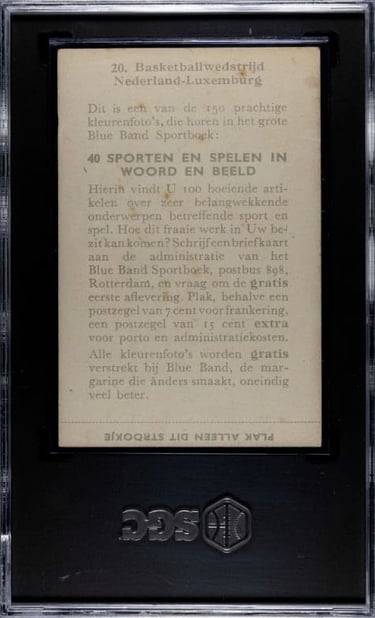 20. Basketballwedstrijd
Nederland-Luxemburg
Dit is een van de 150 prachtige
kleurenfoto's, die horen in het grote
Blue Band Sportboek:
40 SPORTEN EN SPELEN IN
WOORD EN BEELD
Hierin vindt U 100 boeiende arti-
kelen over zeer belangwekkende
onderwerpen betreffende sport en
spel. Hoe dit fraaie werk in Uw be-
zit kan komen? Schrijf een briefkaart
aan de administratie van het
Blue Band Sportboek, postbus 898,
Rotterdam, en vraag om de gratis
eerste aflevering. Plak, behalve een
postzegel van 7 cent voor frankering,
een postzegel van 15 cent extra
voor porto en administratiekosten.
Alle kleurenfoto's worden gratis
verstrekt bij Blue Band, de mar-
garine die ànders smaakt, oneindig
veel beter.
PLAK ALLEEN DIT STROOKJE
SGC